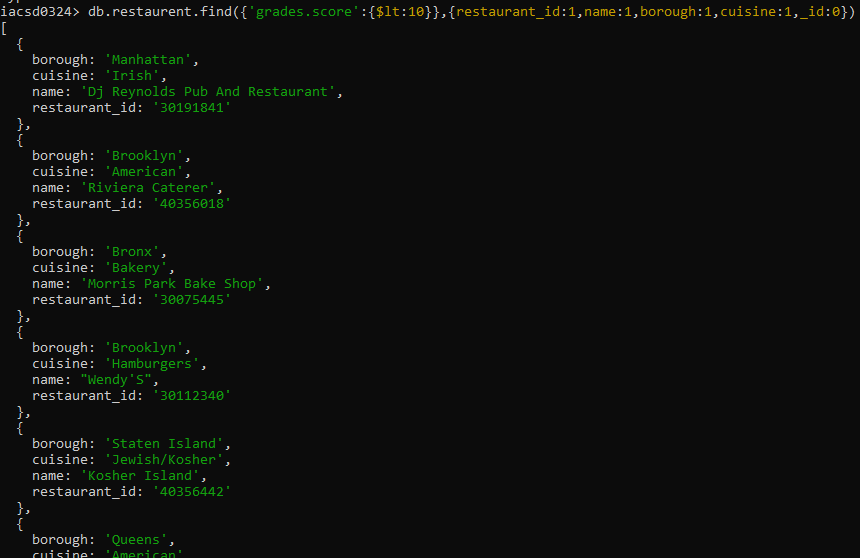 iacsd0324> db.restaurent.find({'grades.score':{$lt:10}},{restaurant_id:1,name:1,borough:1,cuisine:1,_id:0})
[
  {
    borough: 'Manhattan',
    cuisine: 'Irish',
    name: 'Dj Reynolds Pub And Restaurant',
    restaurant_id: '30191841'
  },
  {
    borough: 'Brooklyn',
    cuisine: 'American',
    name: 'Riviera Caterer',
    restaurant_id: '40356018'
  },
  {
    borough: 'Bronx',
    cuisine: 'Bakery',
    name: 'Morris Park Bake Shop',
    restaurant_id: '30075445'
  },
  {
    borough: 'Brooklyn',
    cuisine: 'Hamburgers',
    name: "Wendy'S",
    restaurant_id: '30112340'
  },
  {
    borough: 'Staten Island',
    cuisine: 'Jewish/Kosher',
    name: 'Kosher Island',
    restaurant_id: '40356442'
  },
  {
    borough: 'Queens',
    cuisine: 'American'